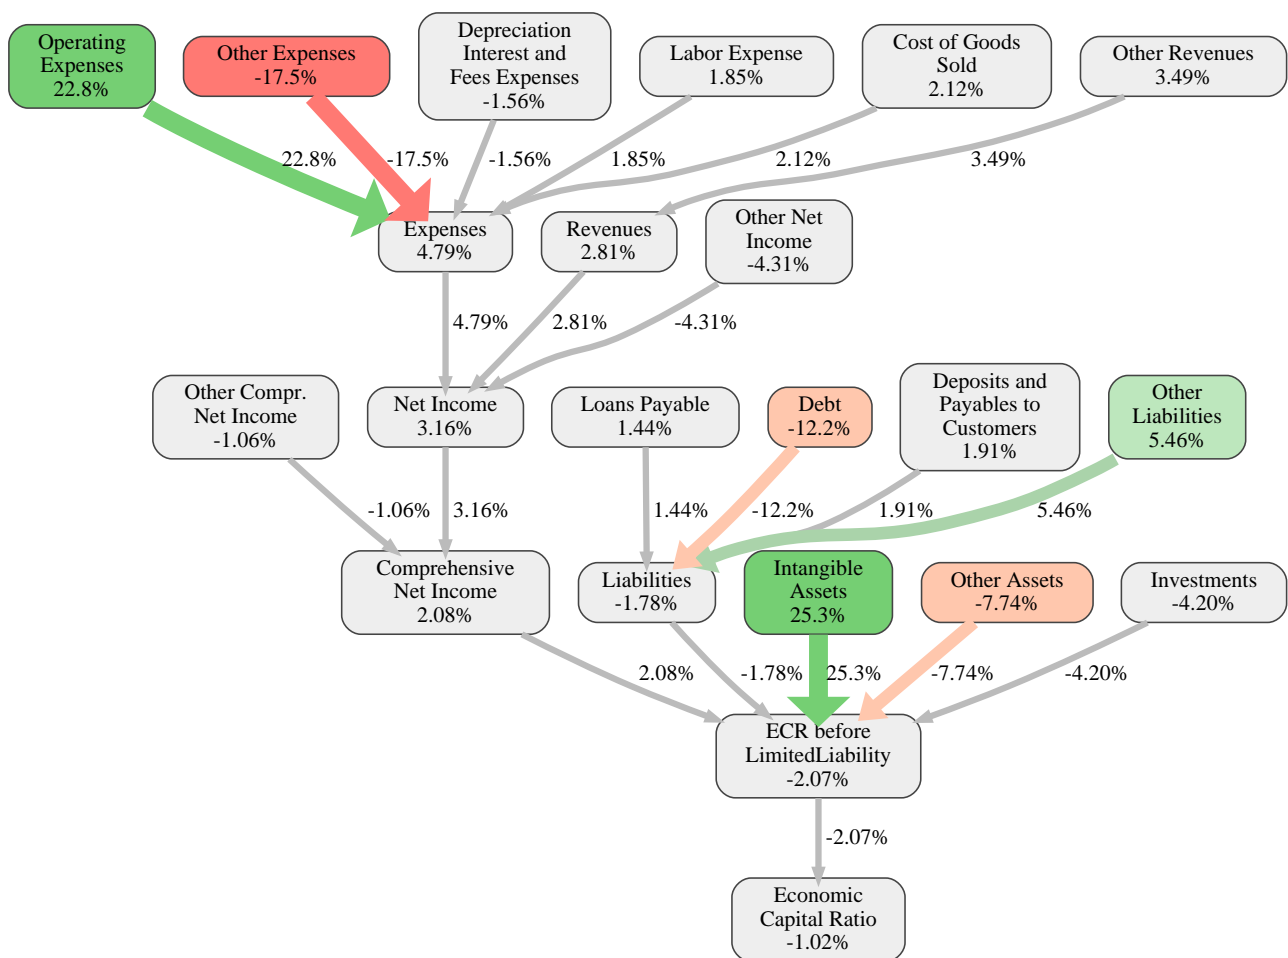 Operating
Expenses
22.8%
Other Expenses
-17.5%
Depreciation
Interest and
Fees Expenses
-1.56%
Labor Expense
1.85%
Cost of Goods
Sold
2.12%
Other Revenues
3.49%
22.8%
-17.5%
-1.56%
1.85%
2.12%
3.49%
Expenses
4.79%
Revenues
2.81%
Other Net
Income
-4.31%
4.79%
2.81%
-4.31%
Other Compr.
Net Income
-1.06%
Net Income
3.16%
Loans Payable
1.44%
Debt
-12.2%
Deposits and
Payables to
Customers
1.91%
Other
Liabilities
5.46%
-1.06%
3.16%
1.44%
-12.2%
1.91%
5.46%
Comprehensive
Net Income
2.08%
Liabilities
-1.78%
Intangible
Assets
25.3%
Other Assets
-7.74%
Investments
-4.20%
2.08%
-1.78%
25.3%
-7.74%
-4.20%
ECR before
LimitedLiability
-2.07%
-2.07%
Economic
Capital Ratio
-1.02%